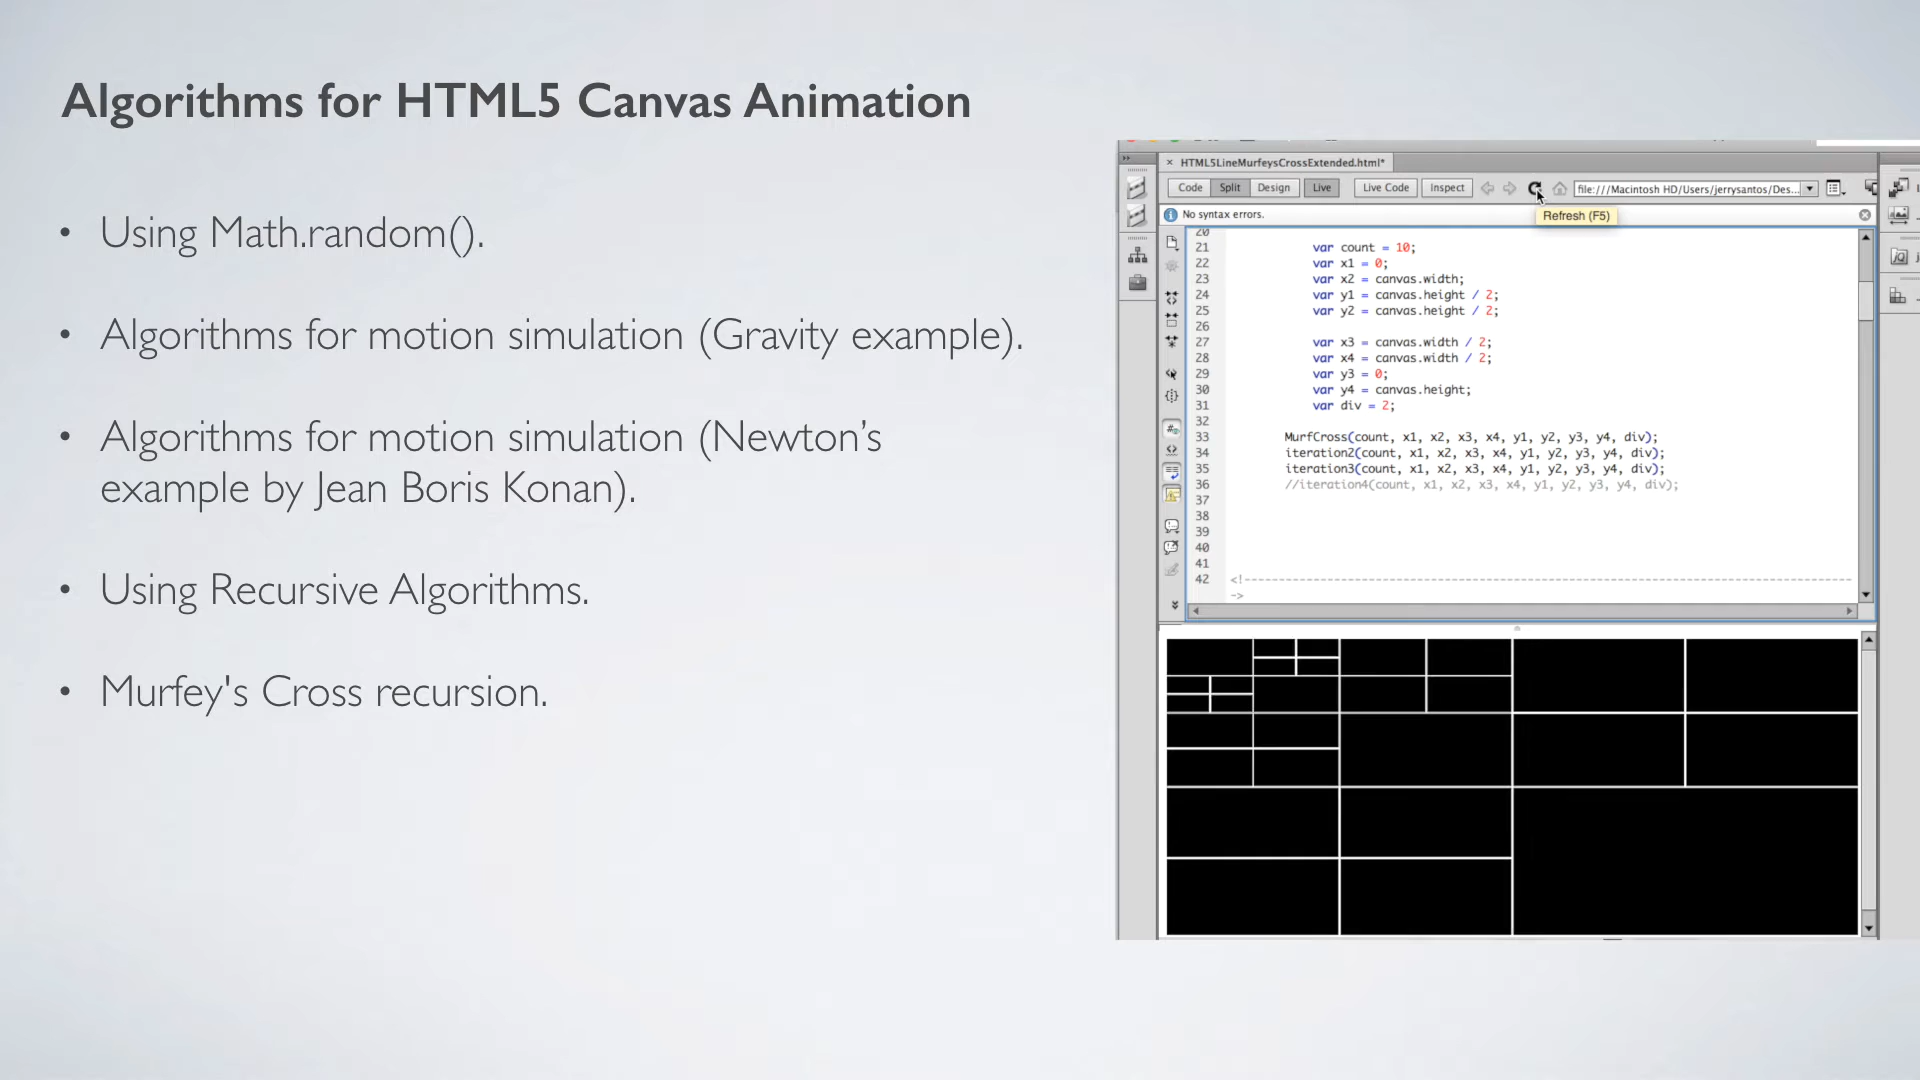 Algorithms for HTML5 Canvas Animation
• Using Math.random().
• Algorithms for motion simulation (Gravity example).
• Algorithms for motion simulation (Newton’s
example by Jean Boris Konan).
• Using Recursive Algorithms.
• Murfey's Cross recursion.
HTML5LineMurfeysCrossExtended.html*
Code Split Design Live Live Code Inspect file:///Macintosh HD/Users/jerrysantos/Des...
No syntax errors.
Refresh (F5)
20
21 var count = 10;
22 var x1 = 0;
23 var x2 = canvas.width;
24 var y1 = canvas.height / 2;
25 var y2 = canvas.height / 2;
26
27 var x3 = canvas.width / 2;
28 var x4 = canvas.width / 2;
29 var y3 = 0;
30 var y4 = canvas.height;
31 var div = 2;
32
33 MurfCross(count, x1, x2, x3, x4, y1, y2, y3, y4, div);
34 iteration2(count, x1, x2, x3, x4, y1, y2, y3, y4, div);
35 iteration3(count, x1, x2, x3, x4, y1, y2, y3, y4, div);
36 //iteration4(count, x1, x2, x3, x4, y1, y2, y3, y4, div);
37
38
39
40
41
42 <!--------------------------------------------------------------------------------------
->